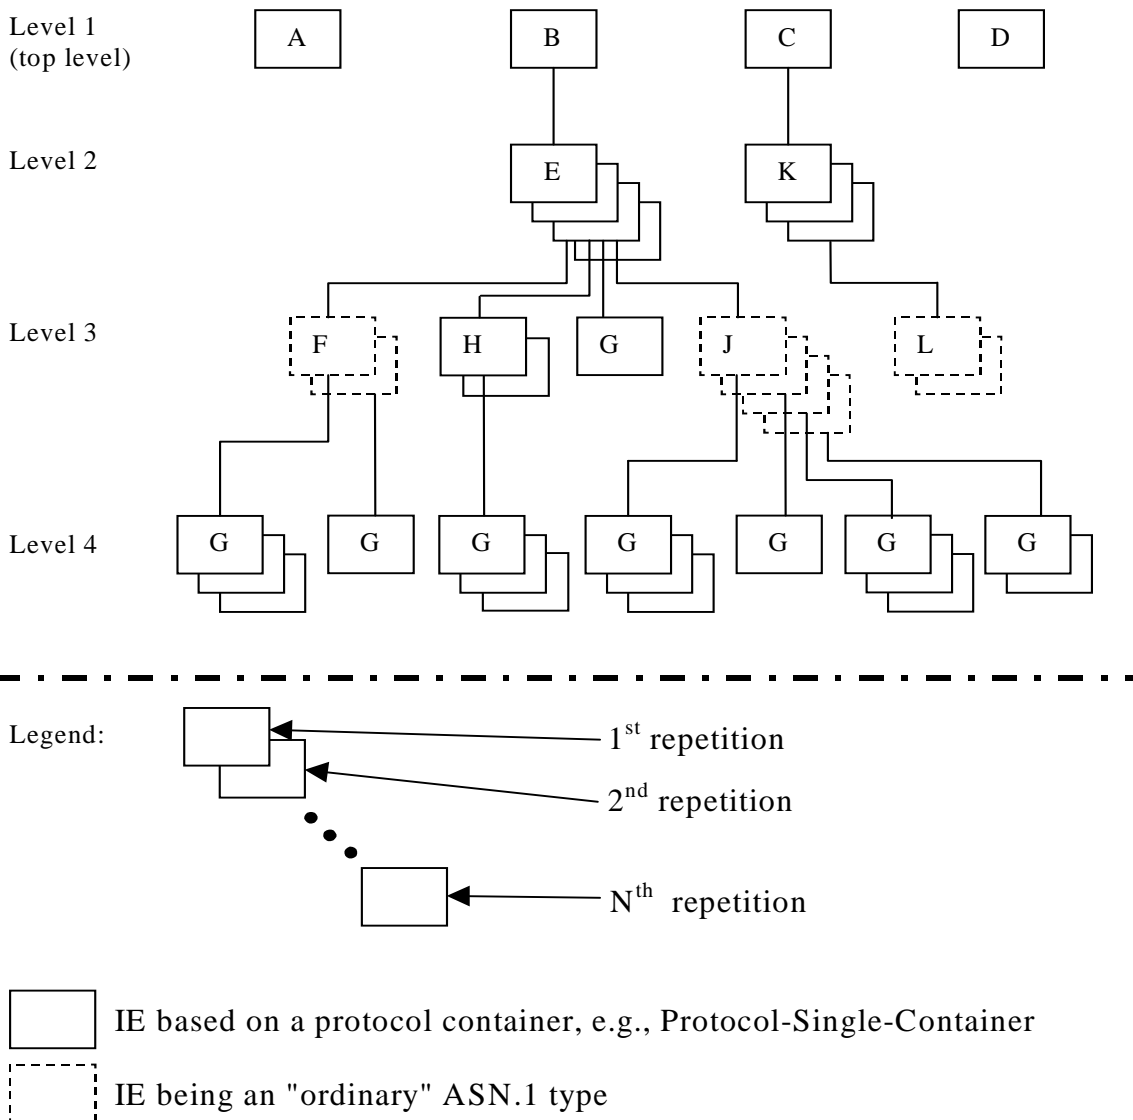 Level 1
(top level)
A B C D
Level 2
E K
Level 3
F H G J L
Level 4
G G G G G G G
Legend:
1st repetition
2nd repetition
Nth repetition
IE based on a protocol container, e.g., Protocol-Single-Container
IE being an "ordinary" ASN.1 type